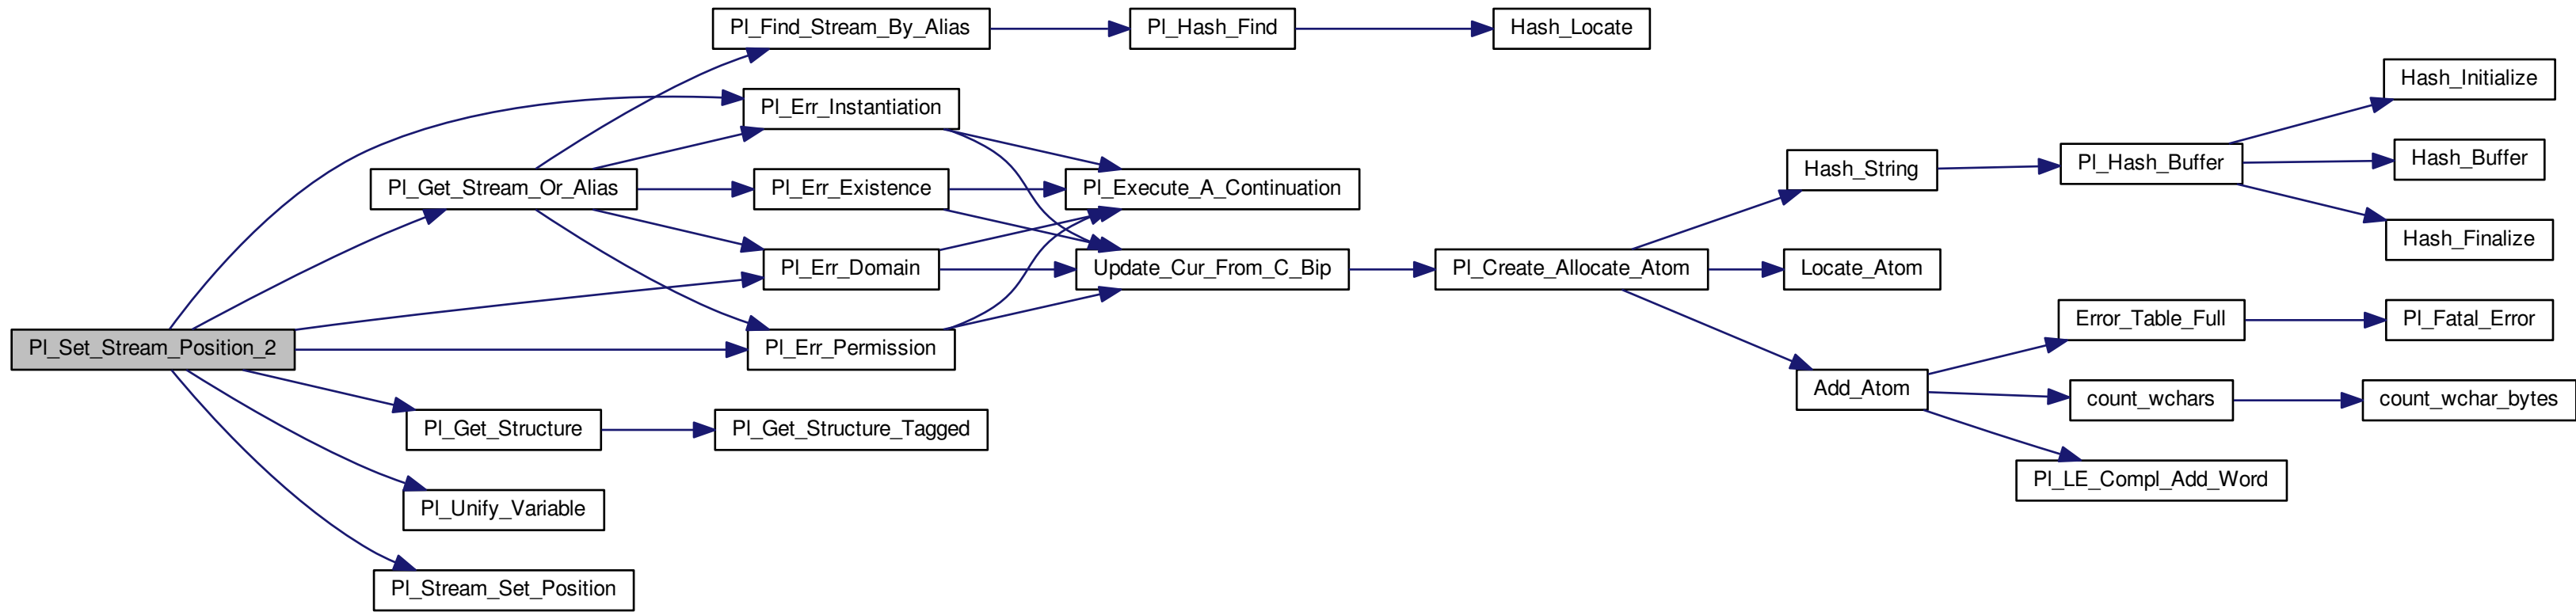 Pl_Find_Stream_By_Alias
Pl_Hash_Find
Hash_Locate
Hash_Initialize
Pl_Err_Instantiation
Hash_Buffer
Pl_Hash_Buffer
Hash_String
Pl_Get_Stream_Or_Alias
Pl_Err_Existence
Pl_Execute_A_Continuation
Hash_Finalize
Pl_Err_Domain
Update_Cur_From_C_Bip
Pl_Create_Allocate_Atom
Locate_Atom
Error_Table_Full
Pl_Fatal_Error
Pl_Set_Stream_Position_2
Pl_Err_Permission
Add_Atom
count_wchars
count_wchar_bytes
Pl_Get_Structure
Pl_Get_Structure_Tagged
Pl_LE_Compl_Add_Word
Pl_Unify_Variable
Pl_Stream_Set_Position